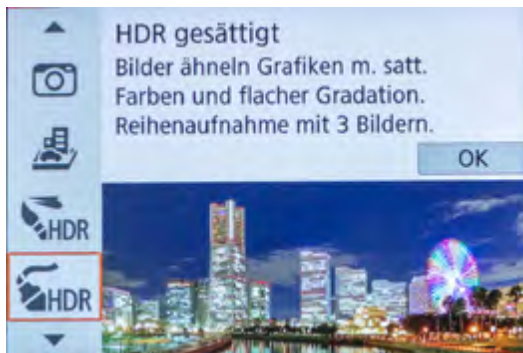 HDR gesättigt
Bilder ähneln Grafiken m. satt.
Farben und flacher Gradation.
Reihenaufnahme mit 3 Bildern.
OK
HDR
HDR